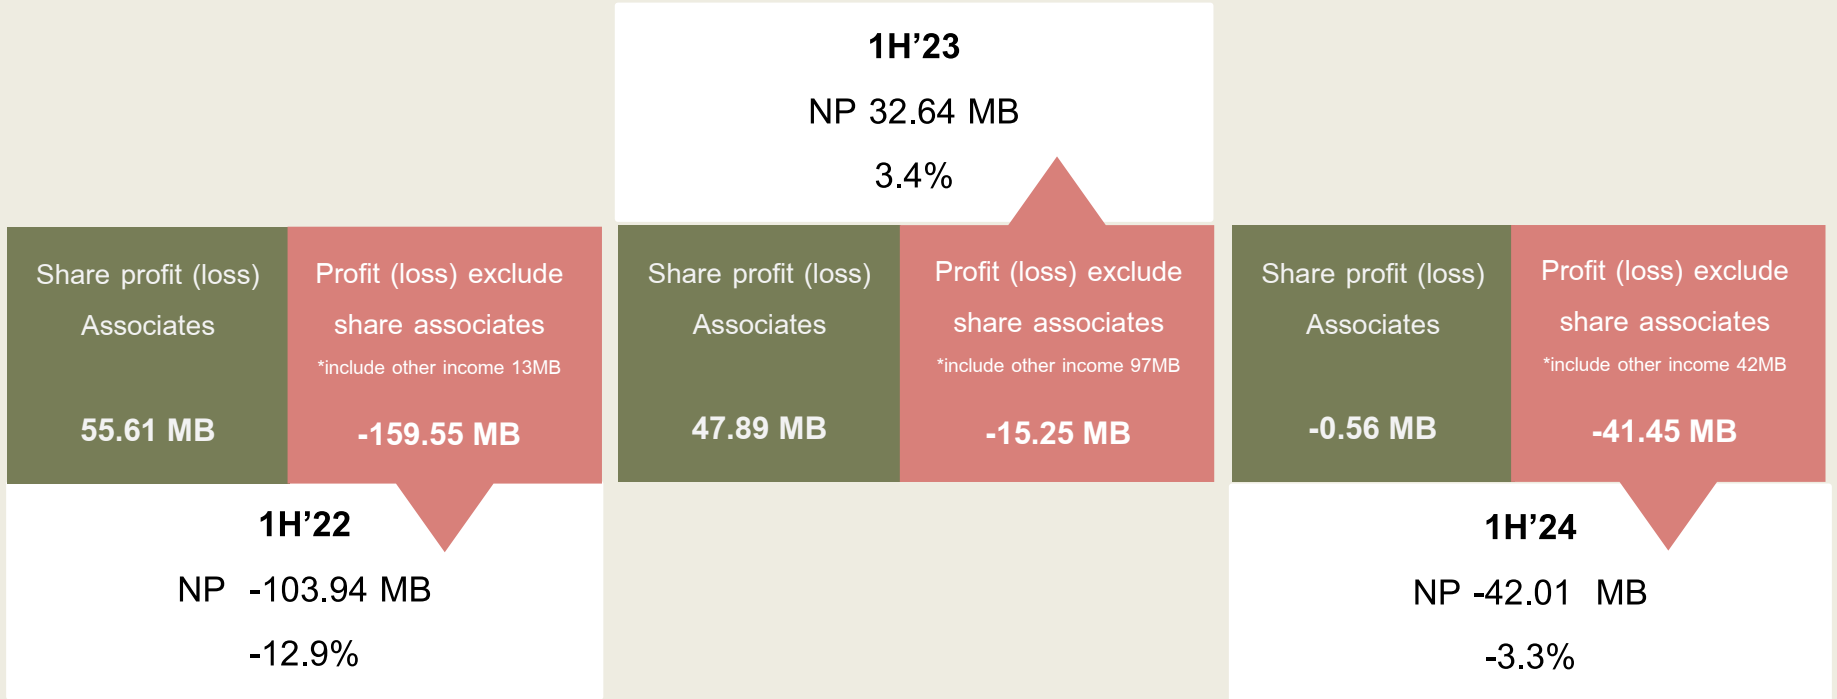 1H’23
NP 32.64 MB
3.4%
Share profit (loss)
Associates
55.61 MB
Profit (loss) exclude
share associates
*include other income 13MB
-159.55 MB
1H’22
NP -103.94 MB
-12.9%
Share profit (loss)
Associates
47.89 MB
Profit (loss) exclude
share associates
*include other income 97MB
-15.25 MB
Share profit (loss)
Associates
-0.56 MB
Profit (loss) exclude
share associates
*include other income 42MB
-41.45 MB
1H’24
NP -42.01 MB
-3.3%